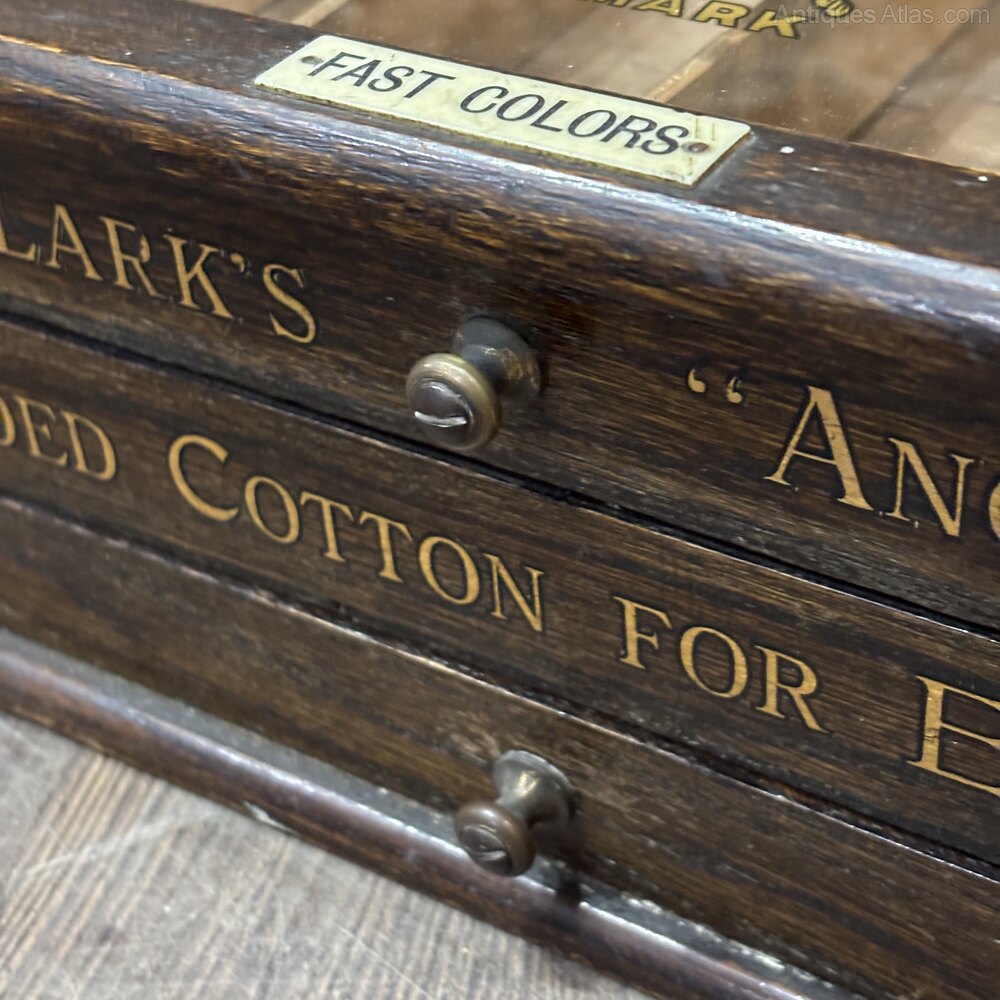 AntiquesAtlas.com
MARK
FAST COLORS
LARK'S "ANC
DED COTTON FOR E